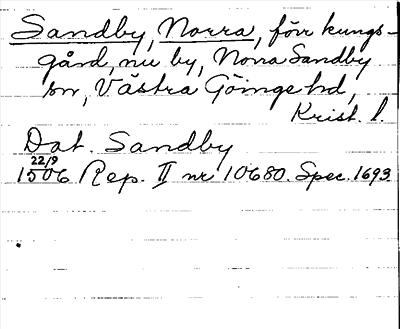 Sandby, Norra, förr kungs-
gård, nu by, Norra Sandby
sn, Västra Göinge hd,
Krist. l.
Dat. Sandby
22/9
1506 Rep. II nr 10680. Spec. 1693.